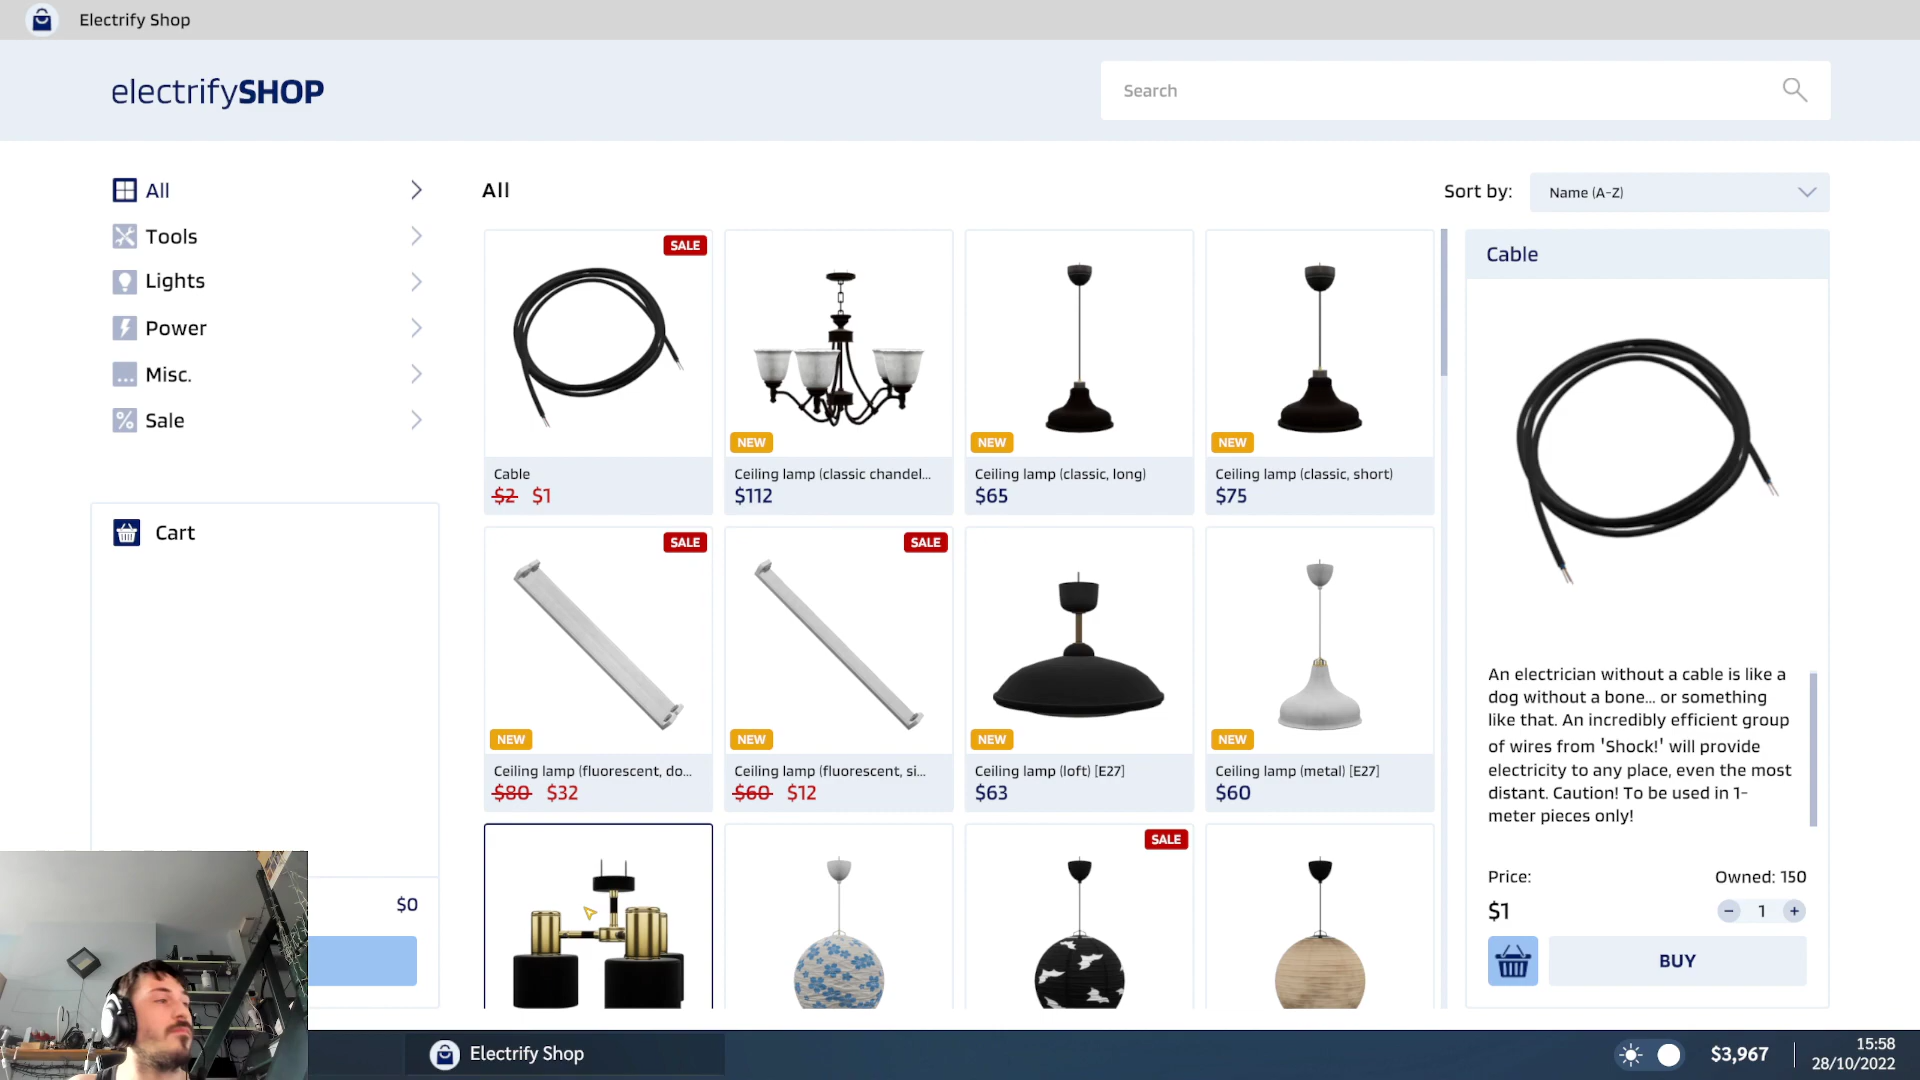 Electrify Shop
electrifySHOP
Search
All
Tools
Lights
Power
Misc.
Sale
Cart
$0
All
Sort by:
Name (A-Z)
SALE
Cable
$2 $1
NEW
Ceiling lamp (classic chandel...
$112
NEW
Ceiling lamp (classic, long)
$65
NEW
Ceiling lamp (classic, short)
$75
SALE
NEW
Ceiling lamp (fluorescent, do...
$80 $32
SALE
NEW
Ceiling lamp (fluorescent, si...
$60 $12
NEW
Ceiling lamp (loft) [E27]
$63
NEW
Ceiling lamp (metal) [E27]
$60
SALE
Cable
An electrician without a cable is like a
dog without a bone... or something
like that. An incredibly efficient group
of wires from 'Shock!' will provide
electricity to any place, even the most
distant. Caution! To be used in 1-
meter pieces only!
Price:
Owned: 150
$1
- 1 +
BUY
Electrify Shop
$3,967
15:58
28/10/2022